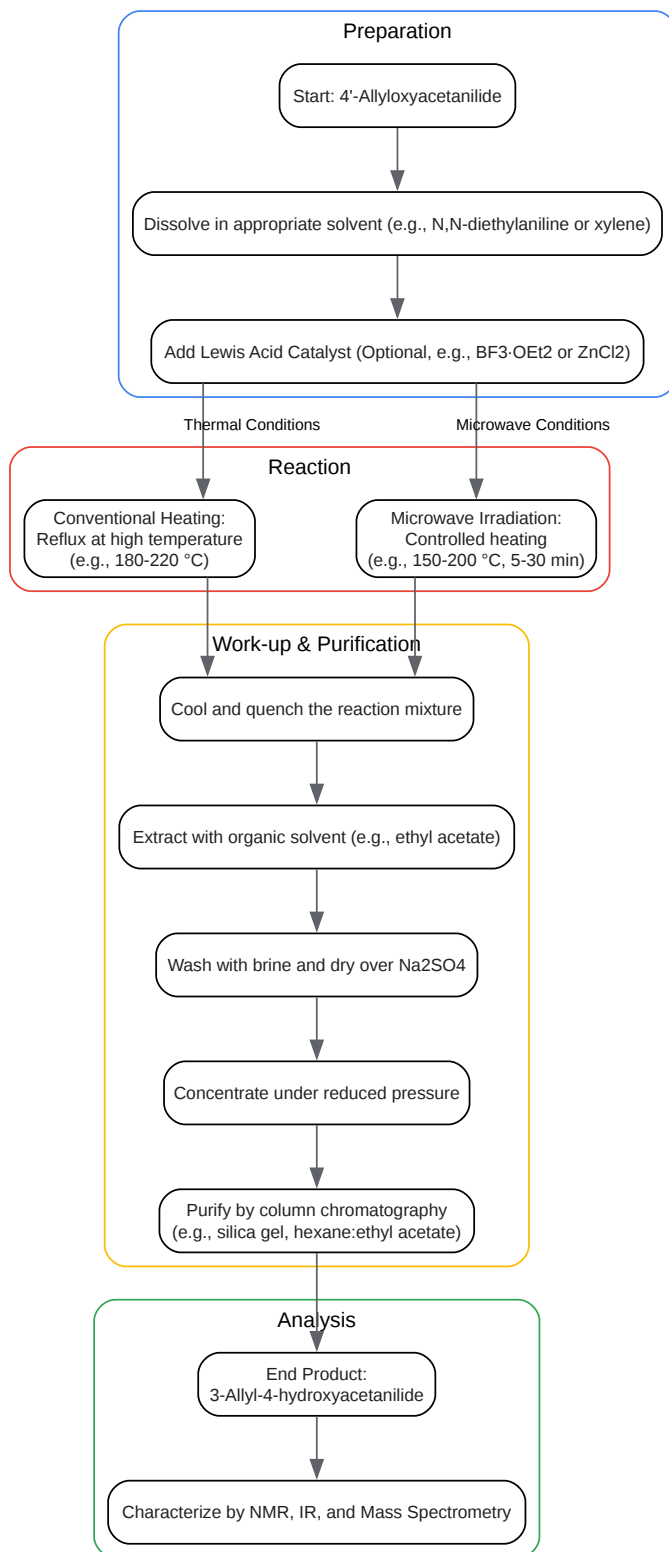 Preparation
Start: 4'-Allyloxyacetanilide
Dissolve in appropriate solvent (e.g., N,N-diethylaniline or xylene)
Add Lewis Acid Catalyst (Optional, e.g., BF3·OEt2 or ZnCl2)
Thermal Conditions
Microwave Conditions
Reaction
Conventional Heating:
Reflux at high temperature
(e.g., 180-220 °C)
Microwave Irradiation:
Controlled heating
(e.g., 150-200 °C, 5-30 min)
Work-up & Purification
Cool and quench the reaction mixture
Extract with organic solvent (e.g., ethyl acetate)
Wash with brine and dry over Na2SO4
Concentrate under reduced pressure
Purify by column chromatography
(e.g., silica gel, hexane:ethyl acetate)
Analysis
End Product:
3-Allyl-4-hydroxyacetanilide
Characterize by NMR, IR, and Mass Spectrometry